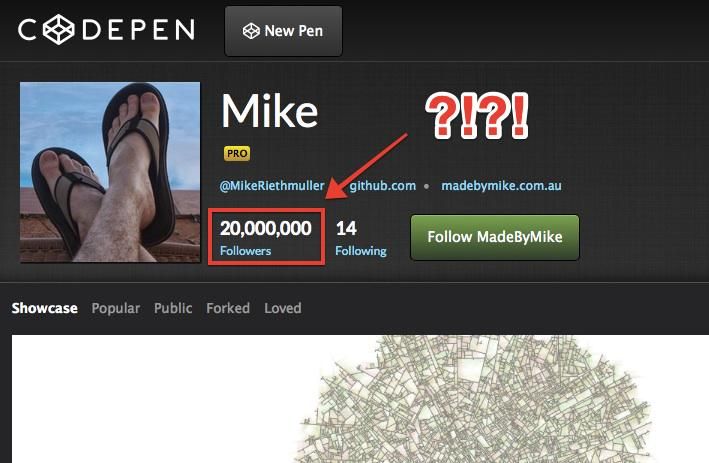 CODEPEN
New Pen
Mike
?!?!
PRO
@MikeRiethmuller github.com • madebymike.com.au
20,000,000 14
Followers Following
Follow MadeByMike
Showcase Popular Public Forked Loved